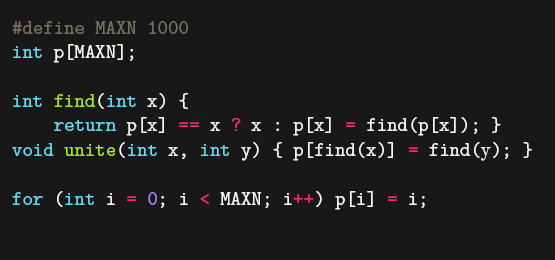 #define MAXN 1000
int p[MAXN];

int find(int x) {
    return p[x] == x ? x : p[x] = find(p[x]); }
void unite(int x, int y) { p[find(x)] = find(y); }

for (int i = 0; i < MAXN; i++) p[i] = i;